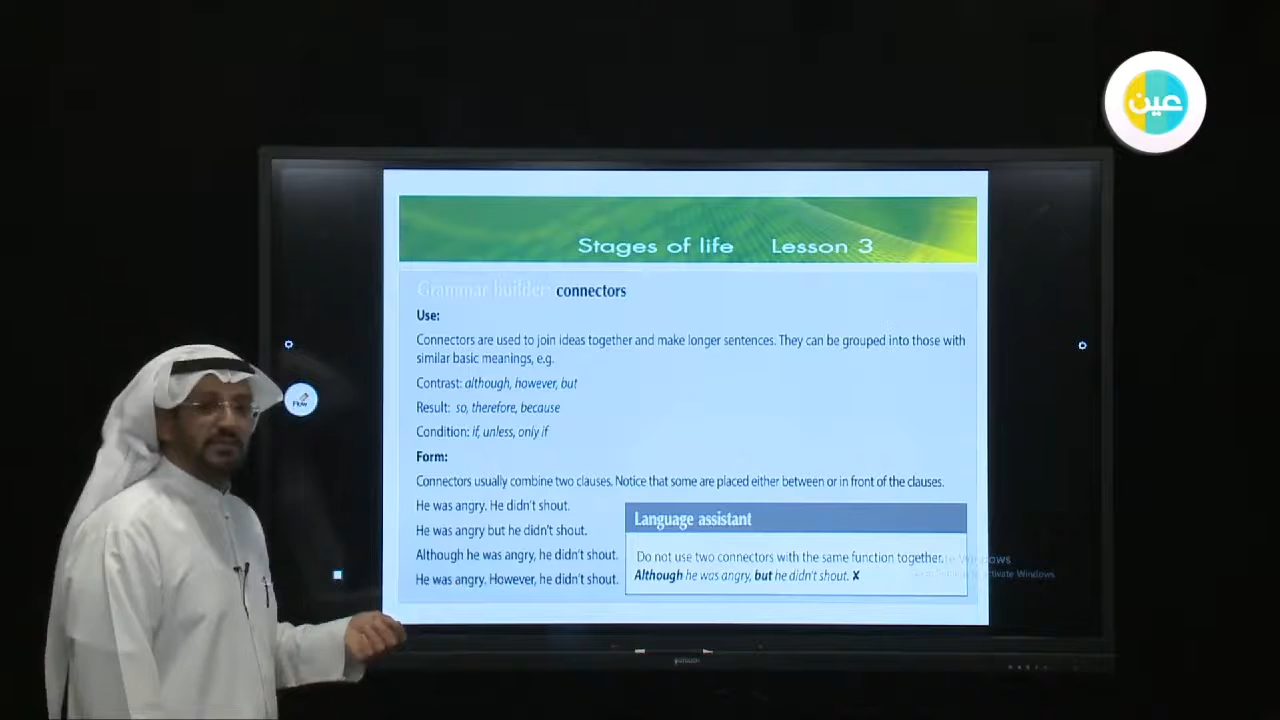 عين
Stages of life Lesson 3
Grammar builder: connectors
Use:
Connectors are used to join ideas together and make longer sentences. They can be grouped into those with
similar basic meanings, e.g.
Contrast: although, however, but
Result: so, therefore, because
Condition: if, unless, only if
Form:
Connectors usually combine two clauses. Notice that some are placed either between or in front of the clauses.
He was angry. He didn't shout.
He was angry but he didn't shout.
Although he was angry, he didn't shout.
He was angry. However, he didn't shout.
Language assistant
Do not use two connectors with the same function together.
Although he was angry, but he didn't shout. ✗
Windows
Activate Windows